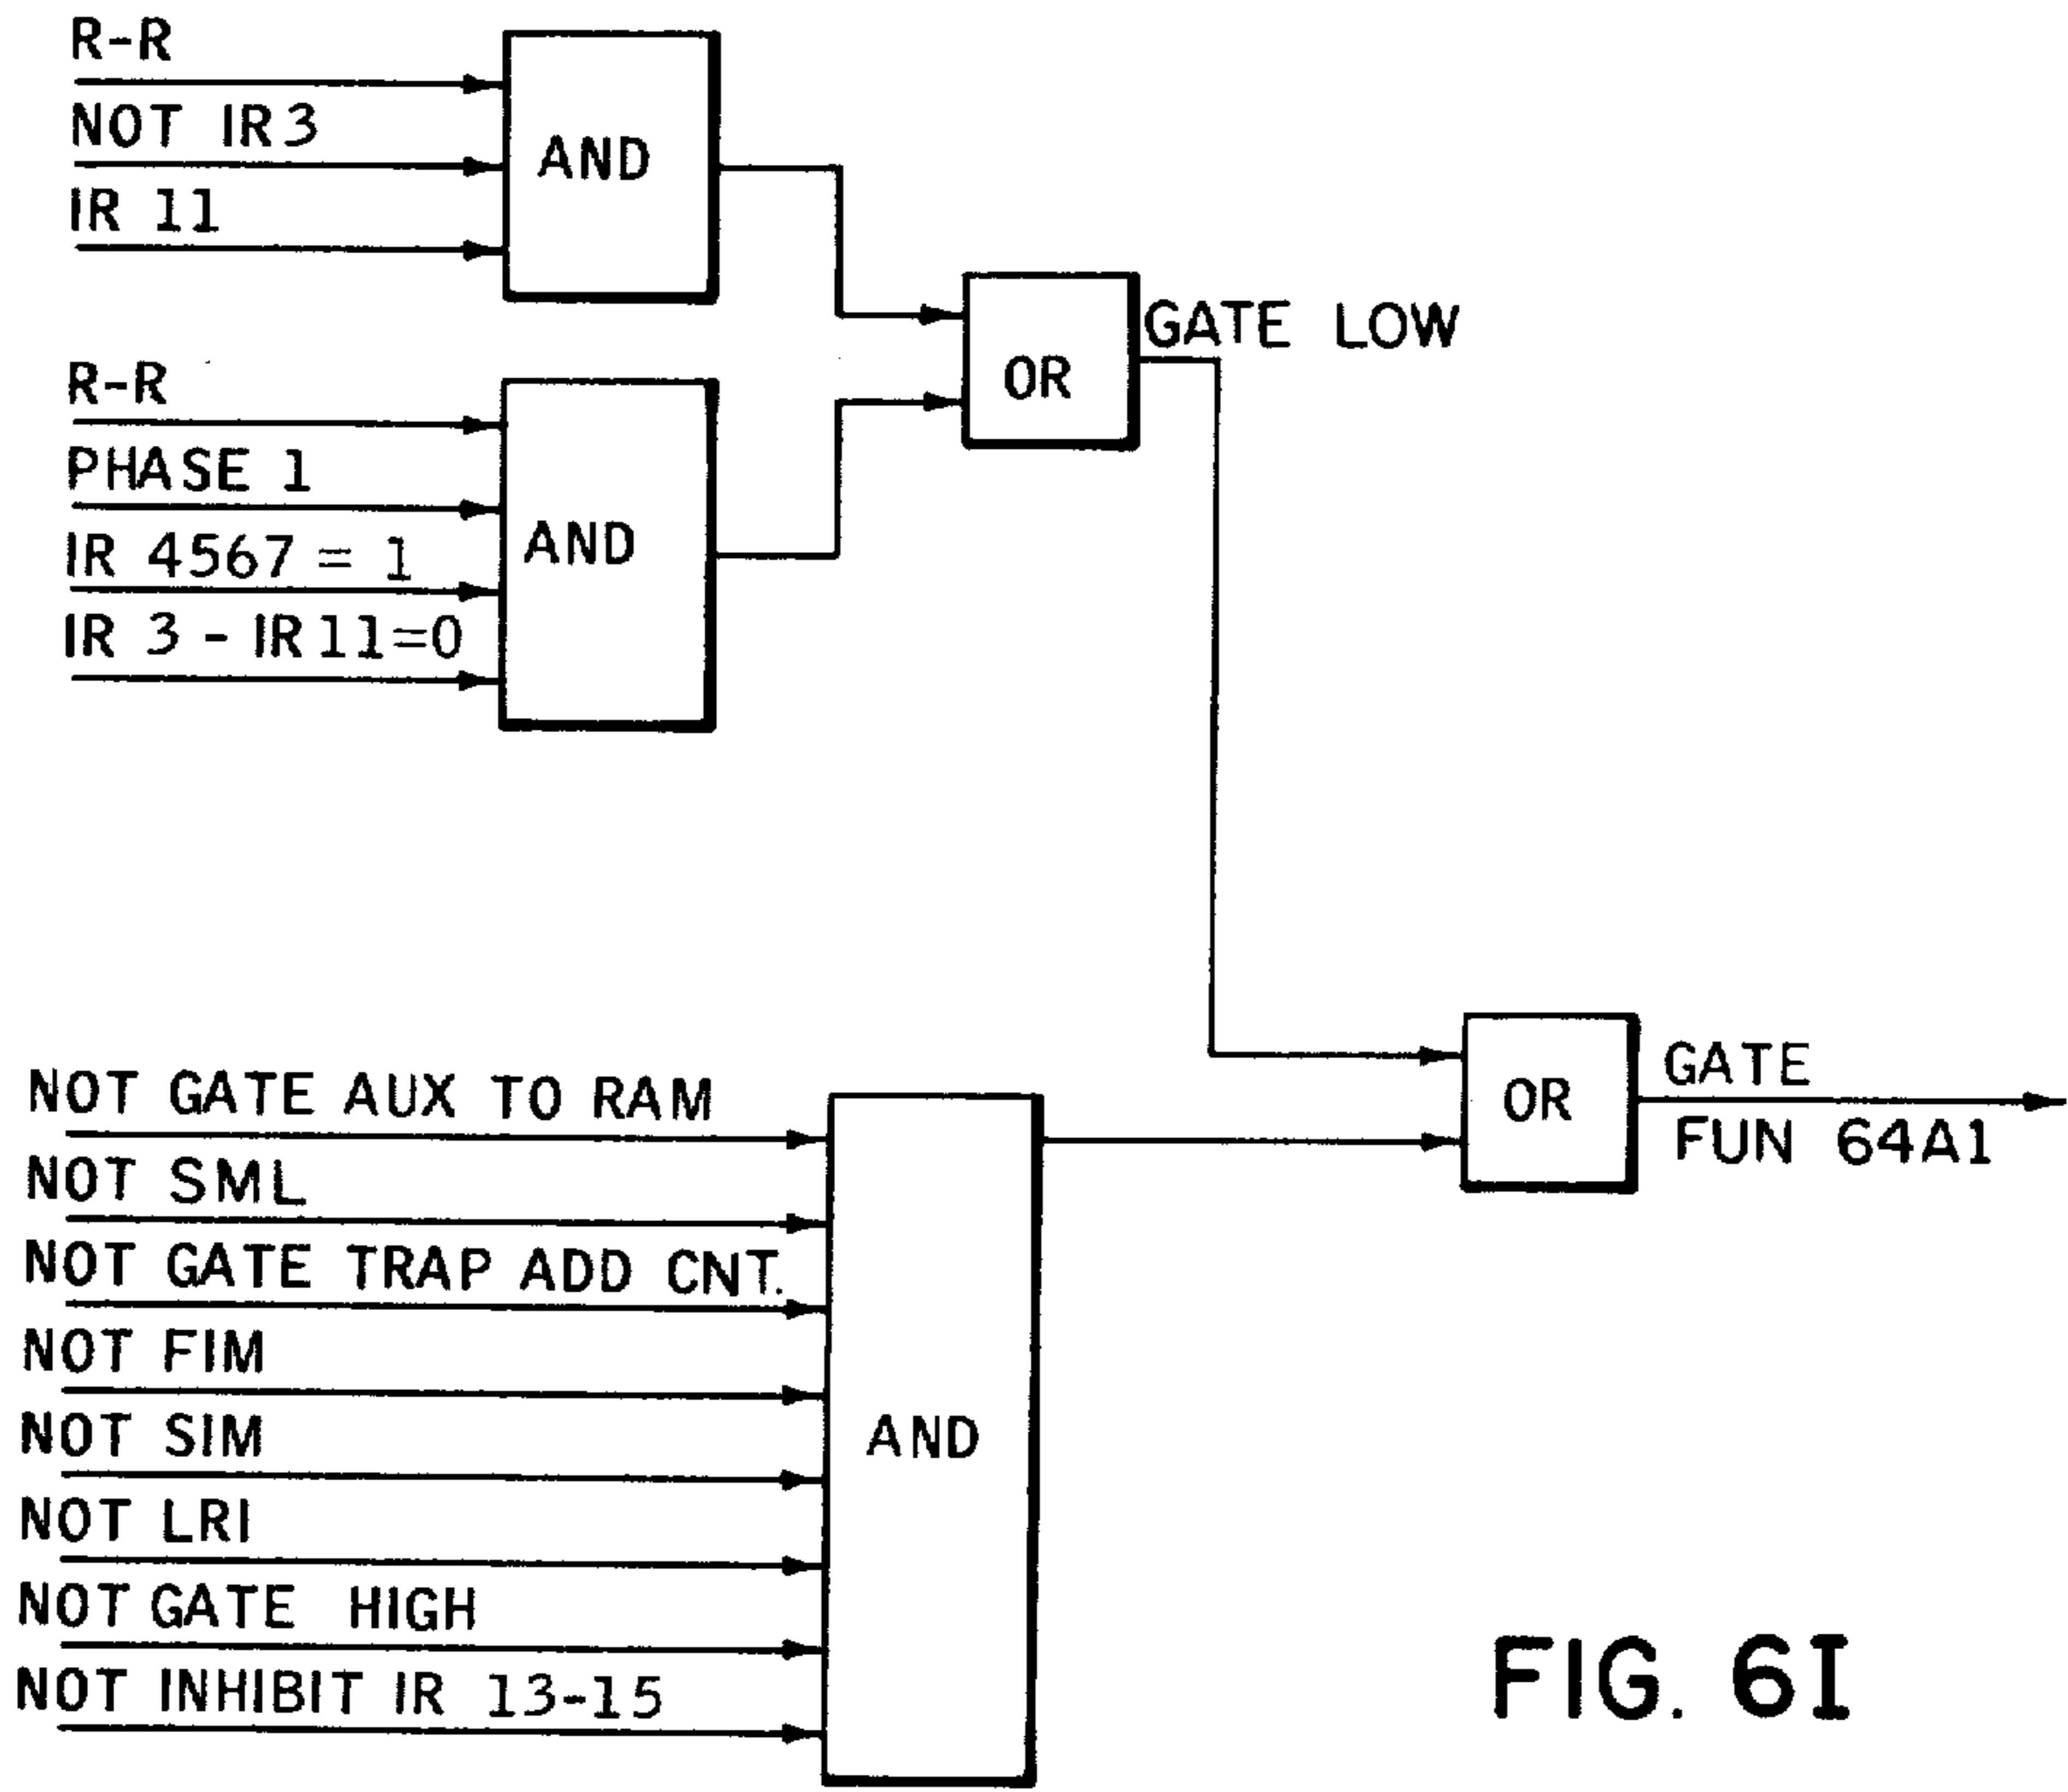 R-R
NOT IR3
IR 11
AND
R-R
PHASE 1
IR 4567 = 1
IR 3 - IR11=0
AND
OR
GATE LOW
NOT GATE AUX TO RAM
NOT SML
NOT GATE TRAP ADD CNT.
NOT FIM
NOT SIM
NOT LRI
NOT GATE HIGH
NOT INHIBIT IR 13-15
AND
OR
GATE
FUN 64A1
FIG. 6I